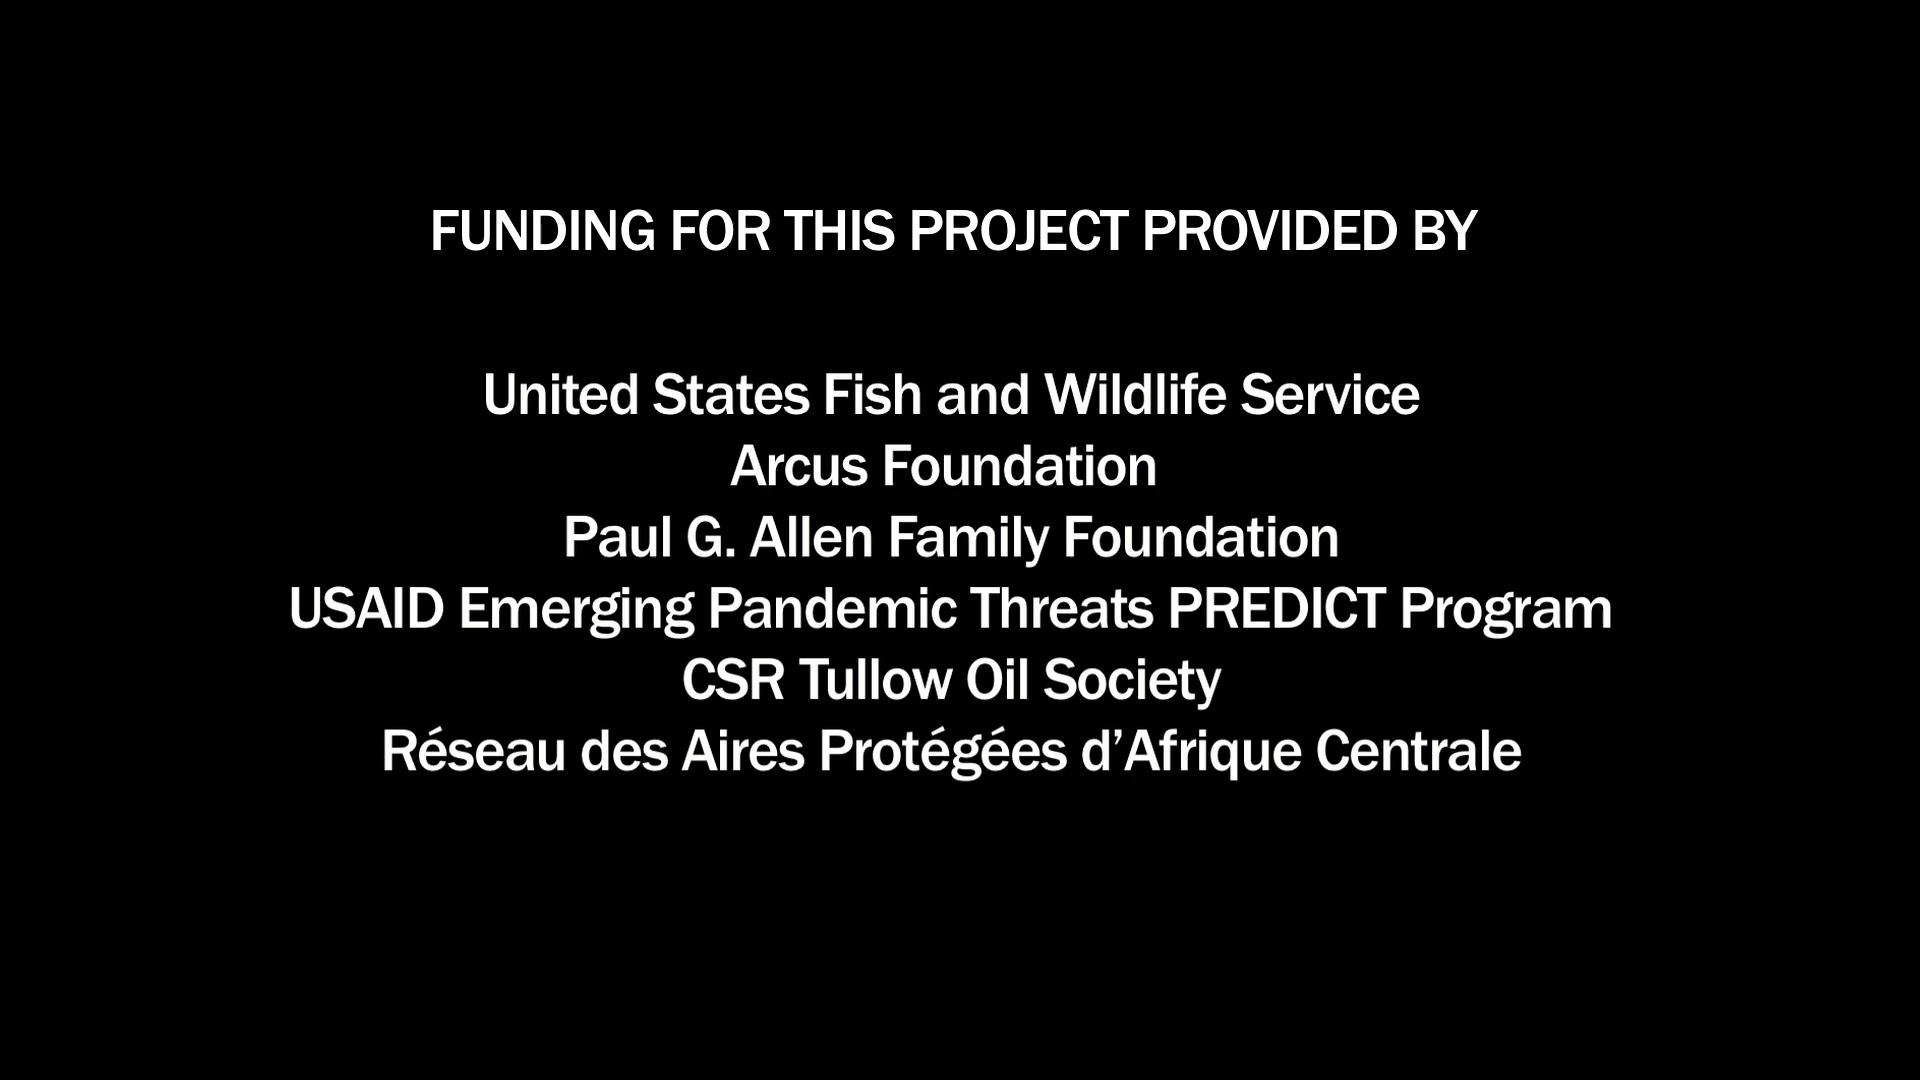 FUNDING FOR THIS PROJECT PROVIDED BY
United States Fish and Wildlife Service
Arcus Foundation
Paul G. Allen Family Foundation
USAID Emerging Pandemic Threats PREDICT Program
CSR Tullow Oil Society
Réseau des Aires Protégées d’Afrique Centrale